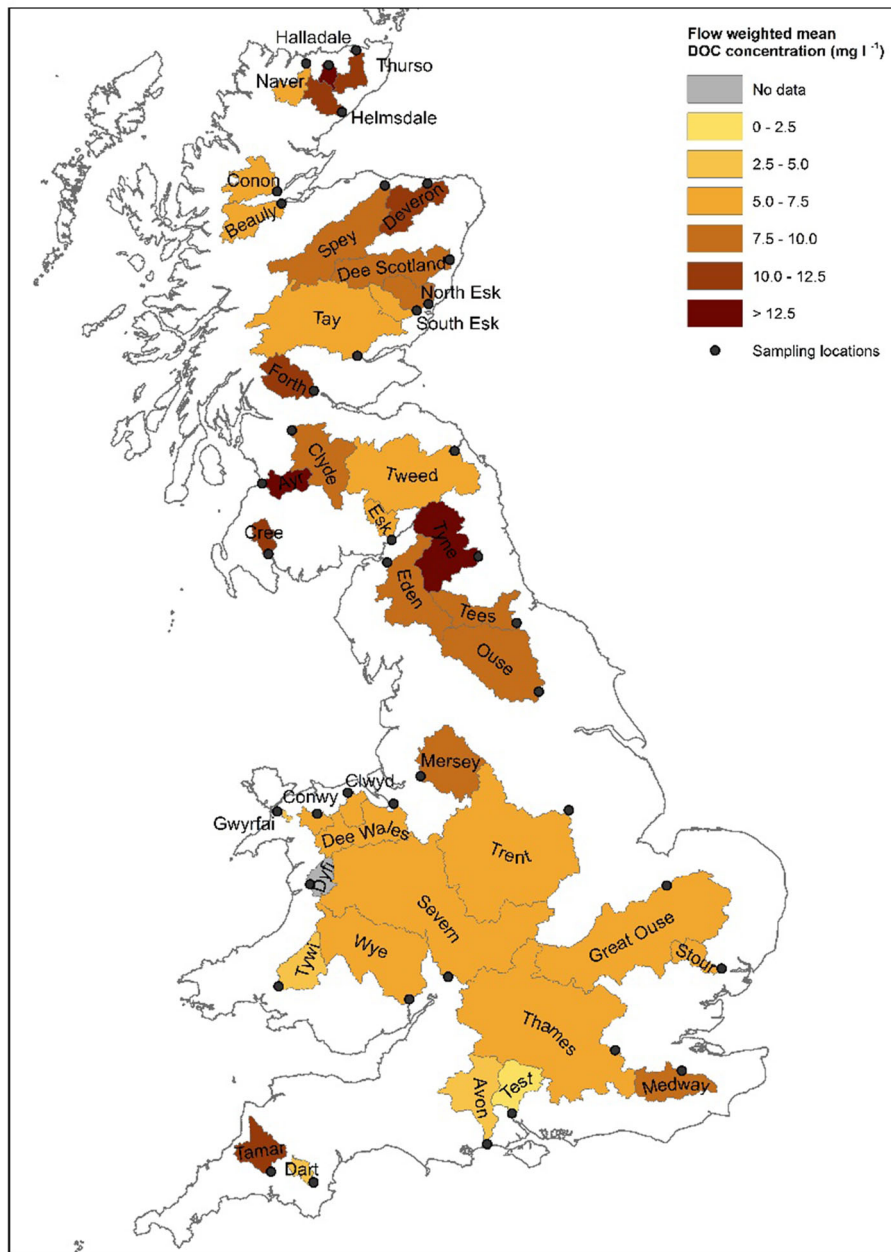 Flow weighted mean
DOC concentration (mg l -1)
No data
0 - 2.5
2.5 - 5.0
5.0 - 7.5
7.5 - 10.0
10.0 - 12.5
> 12.5
Sampling locations
Halladale
Thurso
Naver
Helmsdale
Conon
Beauly
Deveron
Spey
Dee Scotland
North Esk
South Esk
Tay
Forth
Clyde
Tweed
Ayr
Esk
Cree
Tyne
Eden
Tees
Ouse
Mersey
Clwyd
Conwy
Gwyrfai
Dee Wales
Trent
Dyfi
Severn
Great Ouse
Stour
Wye
Tywi
Thames
Medway
Test
Avon
Tamar
Dart